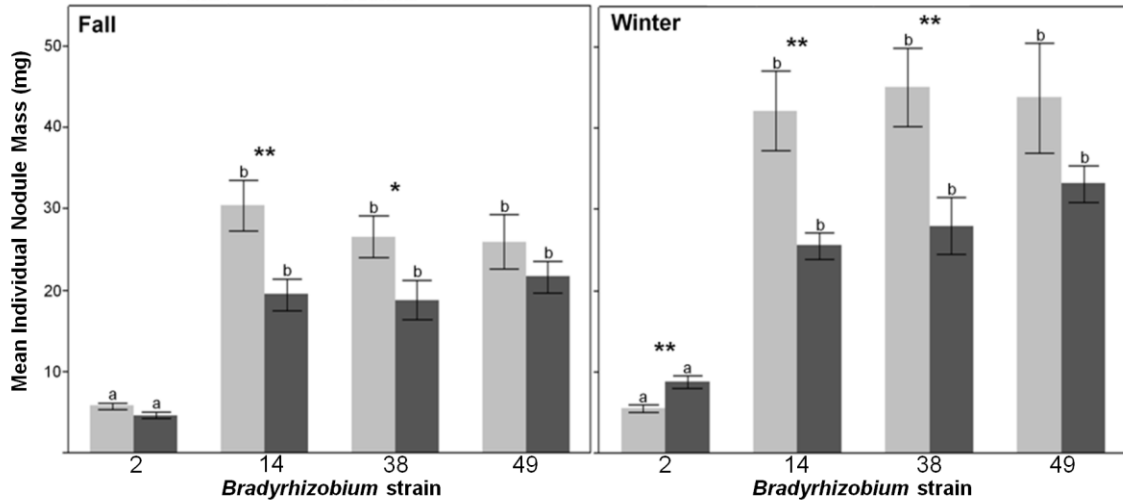 Fall
Winter
Mean Individual Nodule Mass (mg)
50
40
30
20
10
a a b b b b b b
** *
a a b b b b b b
** ** **
2 14 38 49
2 14 38 49
Bradyrhizobium strain
Bradyrhizobium strain